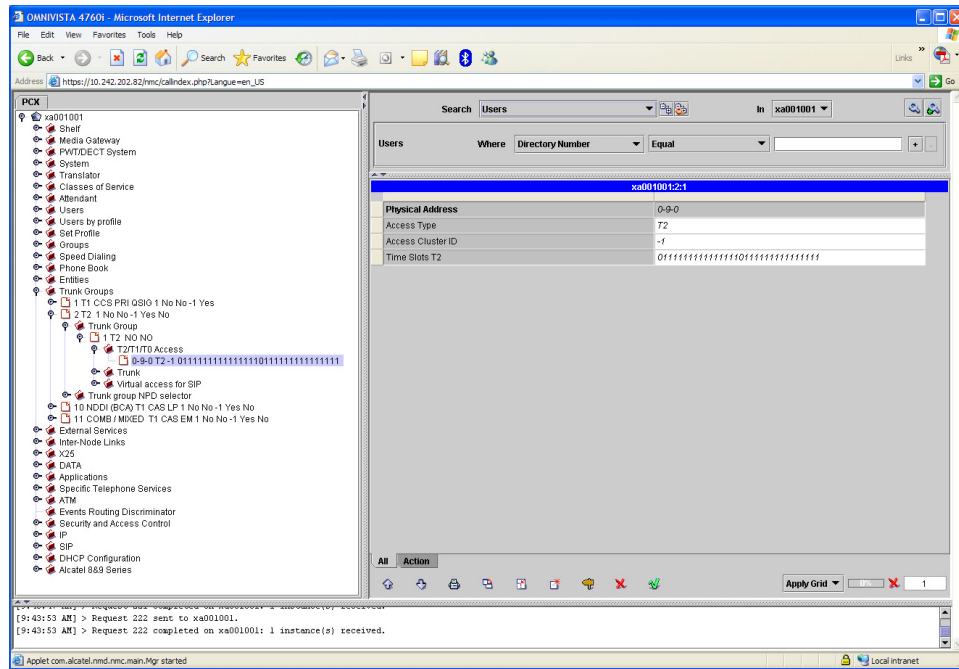 OMNIVISTA 4760i - Microsoft Internet Explorer
File Edit View Favorites Tools Help
Back Search Favorites Links »
Address https://10.242.202.82/nmc/callindex.php?Langue=en_US Go
PCX
xa001001
Shelf
Media Gateway
PWT/DECT System
System
Translator
Classes of Service
Attendant
Users
Users by profile
Set Profile
Groups
Speed Dialing
Phone Book
Entities
Trunk Groups
1 T1 CCS PRI QSIG 1 No No -1 Yes
2 T2 1 No No -1 Yes No
Trunk Group
1 T2 NO NO
T2/T1/T0 Access
0-9-0 T2 -1 01111111111111110111111111111111
Trunk
Virtual access for SIP
Trunk group NPD selector
10 NDDI (BCA) T1 CAS LP 1 No No -1 Yes No
11 COMB / MIXED T1 CAS EM 1 No No -1 Yes No
External Services
Inter-Node Links
X25
DATA
Applications
Specific Telephone Services
ATM
Events Routing Discriminator
Security and Access Control
IP
SIP
DHCP Configuration
Alcatel 8&9 Series
Search Users In xa001001
Users Where Directory Number Equal + -
xa001001:2:1
Physical Address 0-9-0
Access Type T2
Access Cluster ID -1
Time Slots T2 01111111111111110111111111111111
All Action
Apply Grid 0% 1
[9:43:53 AM] > Request 222 sent to xa001001.
[9:43:53 AM] > Request 222 completed on xa001001: 1 instance(s) received.
Applet com.alcatel.nmd.nmc.main.Mgr started Local intranet